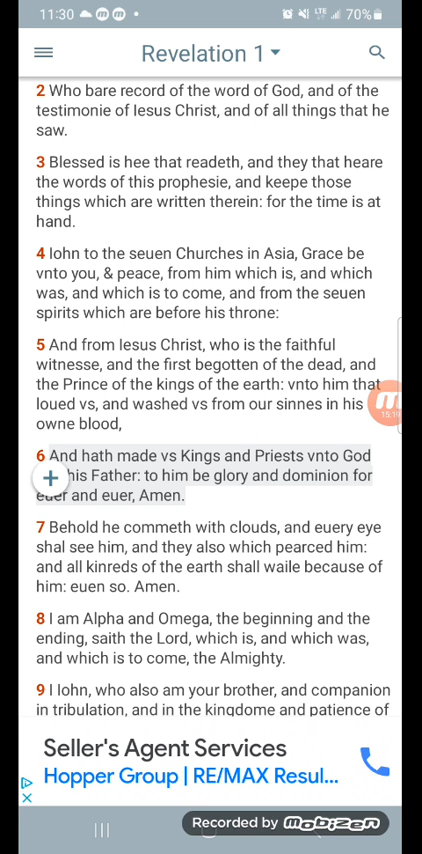 11:30
LTE
70%
Revelation 1
2 Who bare record of the word of God, and of the
testimonie of Iesus Christ, and of all things that he
saw.
3 Blessed is hee that readeth, and they that heare
the words of this prophesie, and keepe those
things which are written therein: for the time is at
hand.
4 Iohn to the seuen Churches in Asia, Grace be
vnto you, & peace, from him which is, and which
was, and which is to come, and from the seuen
spirits which are before his throne:
5 And from Iesus Christ, who is the faithful
witnesse, and the first begotten of the dead, and
the Prince of the kings of the earth: vnto him that
loued vs, and washed vs from our sinnes in his
owne blood,
15:19
6 And hath made vs Kings and Priests vnto God
his Father: to him be glory and dominion for
euer and euer, Amen.
7 Behold he commeth with clouds, and euery eye
shal see him, and they also which pearced him:
and all kinreds of the earth shall waile because of
him: euen so. Amen.
8 I am Alpha and Omega, the beginning and the
ending, saith the Lord, which is, and which was,
and which is to come, the Almighty.
9 I Iohn, who also am your brother, and companion
in tribulation, and in the kingdome and patience of
Seller's Agent Services
Hopper Group | RE/MAX Resul...
Recorded by mobizen